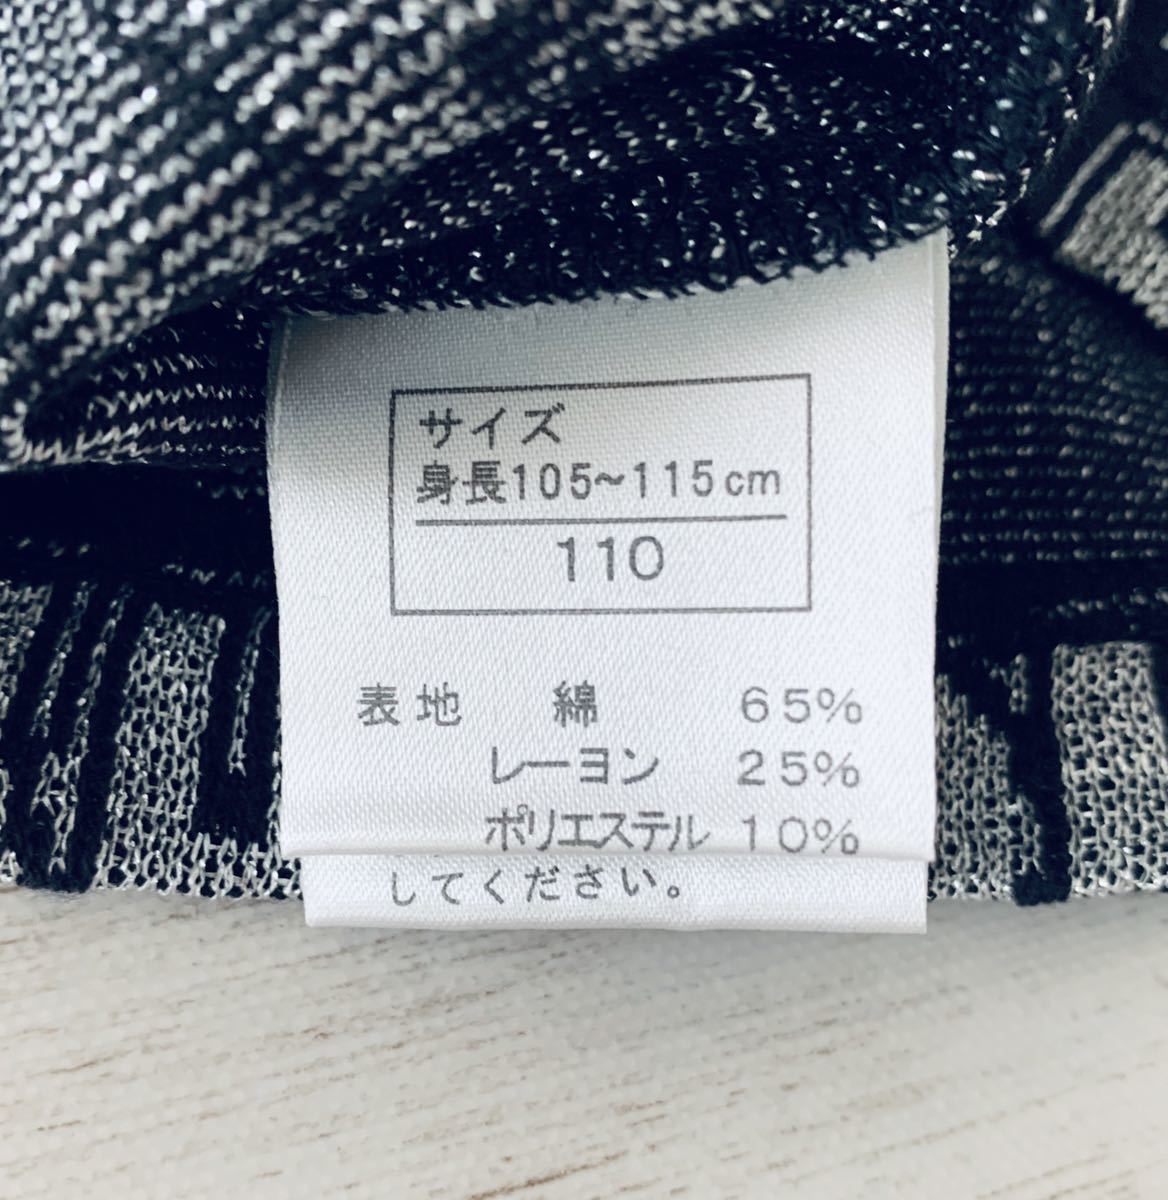 サイズ
身長105~115cm
110
表地 綿 65%
レーヨン 25%
ポリエステル 10%
してください。